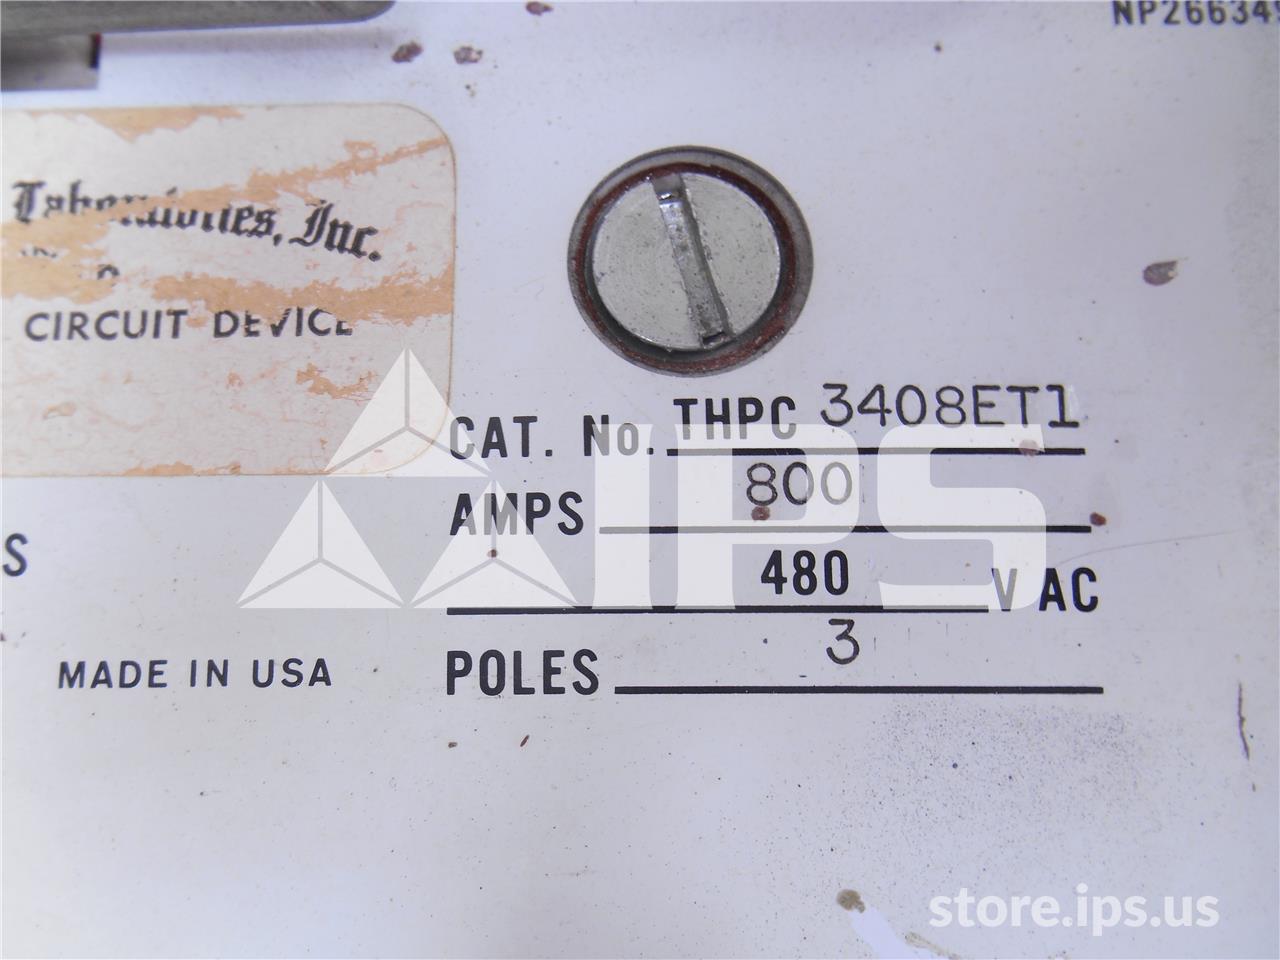 NP26634
Laboratories, Inc.
CIRCUIT DEVICE
CAT. No. THPC 3408ET1
AMPS 800
480 V AC
S
POLES 3
MADE IN USA
IPS
store.ips.us